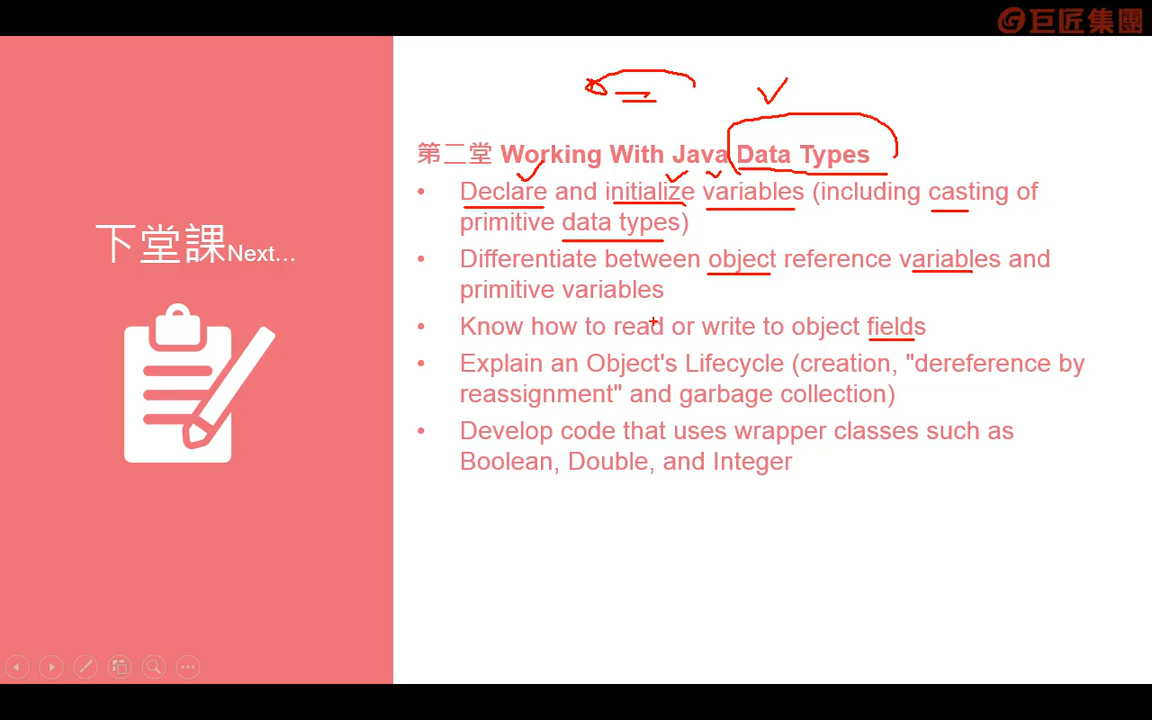 巨匠集團
下堂課Next...
第二堂 Working With Java Data Types
• Declare and initialize variables (including casting of
primitive data types)
• Differentiate between object reference variables and
primitive variables
• Know how to read or write to object fields
• Explain an Object's Lifecycle (creation, "dereference by
reassignment" and garbage collection)
• Develop code that uses wrapper classes such as
Boolean, Double, and Integer